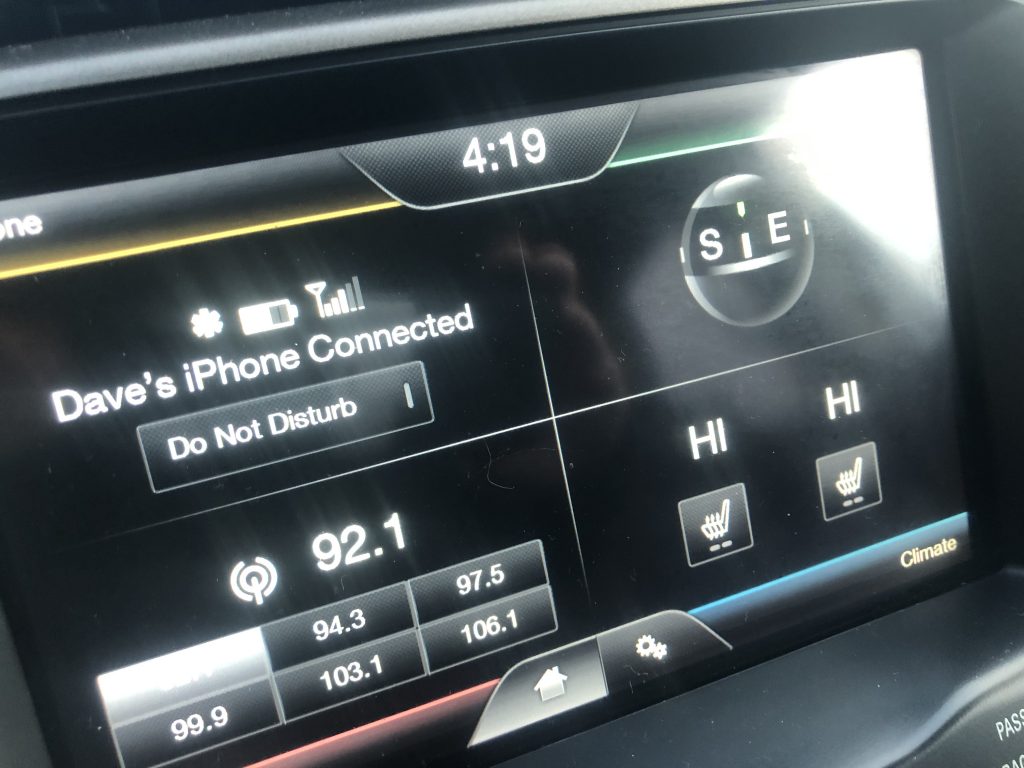 4:19
one
S E
Dave's iPhone Connected
Do Not Disturb
HI HI
92.1
94.3 97.5
99.9 103.1 106.1
Climate
PASS